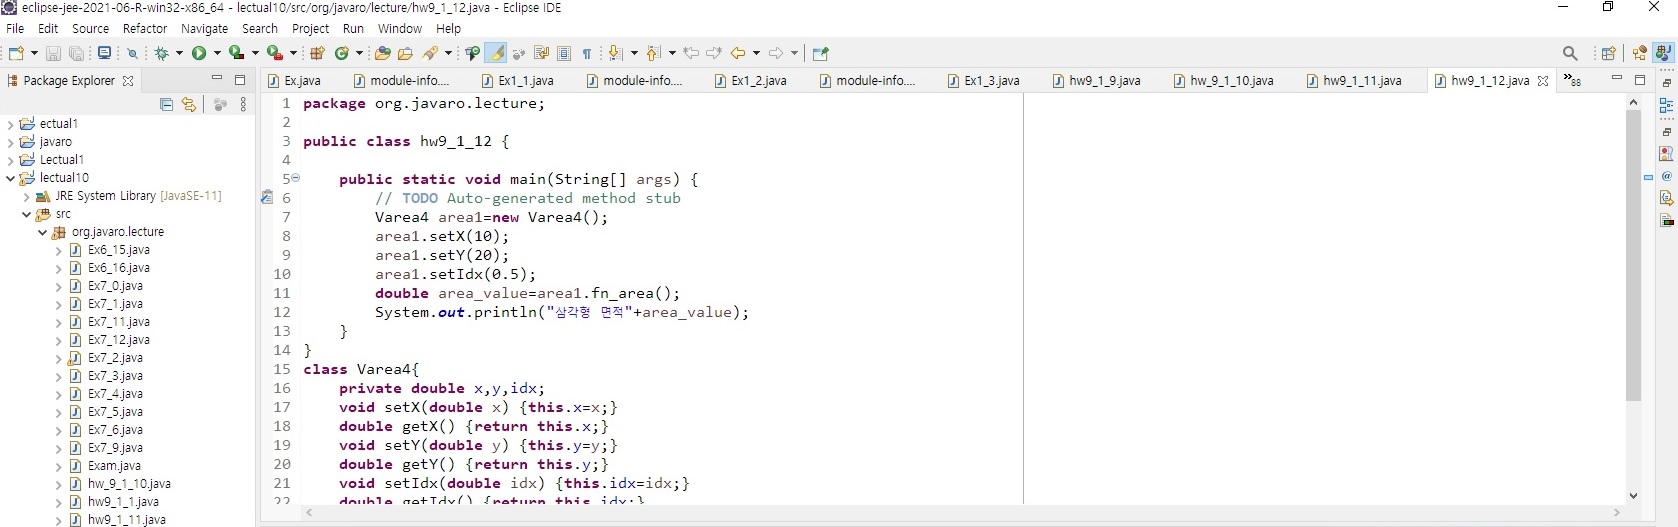 eclipse-jee-2021-06-R-win32-x86_64 - lectual10/src/org/javaro/lecture/hw9_1_12.java - Eclipse IDE
File Edit Source Refactor Navigate Search Project Run Window Help
Package Explorer
Ex.java module-info.... Ex1_1.java module-info.... Ex1_2.java module-info.... Ex1_3.java hw9_1_9.java hw_9_1_10.java hw9_1_11.java hw9_1_12.java »88
ectual1
javaro
Lectual1
lectual10
JRE System Library [JavaSE-11]
src
org.javaro.lecture
Ex6_15.java
Ex6_16.java
Ex7_0.java
Ex7_1.java
Ex7_11.java
Ex7_12.java
Ex7_2.java
Ex7_3.java
Ex7_4.java
Ex7_5.java
Ex7_6.java
Ex7_9.java
Exam.java
hw_9_1_10.java
hw9_1_1.java
hw9_1_11.java
1 package org.javaro.lecture;
2
3 public class hw9_1_12 {
4
5 public static void main(String[] args) {
6 // TODO Auto-generated method stub
7 Varea4 area1=new Varea4();
8 area1.setX(10);
9 area1.setY(20);
10 area1.setIdx(0.5);
11 double area_value=area1.fn_area();
12 System.out.println("삼각형 면적"+area_value);
13 }
14 }
15 class Varea4{
16 private double x,y,idx;
17 void setX(double x) {this.x=x;}
18 double getX() {return this.x;}
19 void setY(double y) {this.y=y;}
20 double getY() {return this.y;}
21 void setIdx(double idx) {this.idx=idx;}
22 double getIdx() {return this.idx;}